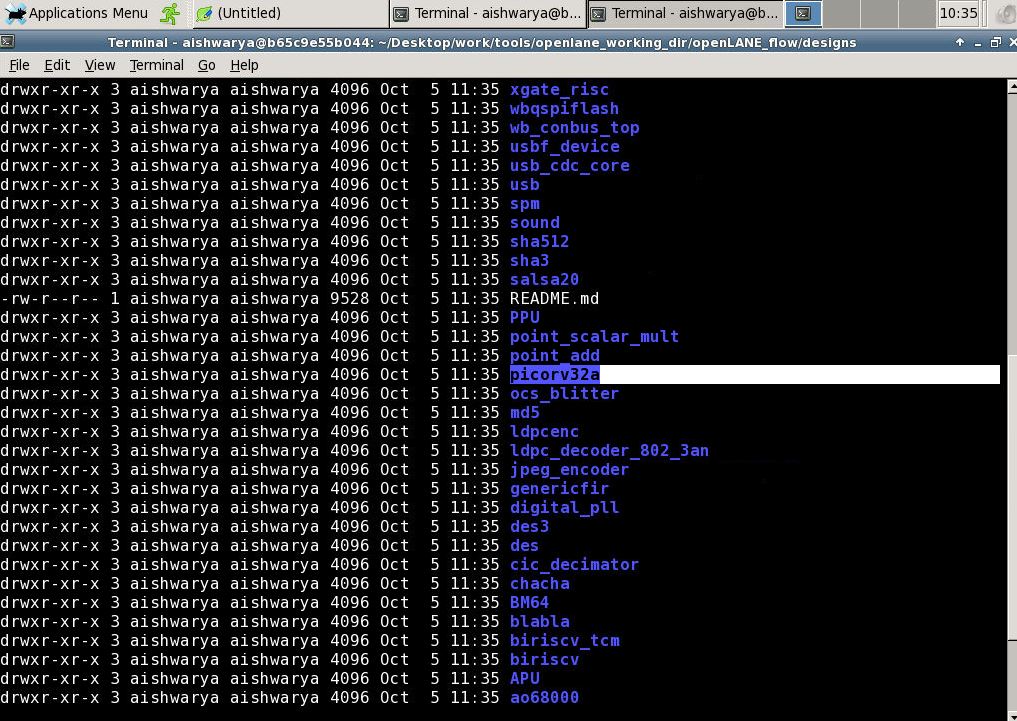 Applications Menu (Untitled) Terminal - aishwarya@b... Terminal - aishwarya@b... 10:35
Terminal - aishwarya@b65c9e55b044: ~/Desktop/work/tools/openlane_working_dir/openLANE_flow/designs
File Edit View Terminal Go Help
drwxr-xr-x 3 aishwarya aishwarya 4096 Oct  5 11:35 xgate_risc
drwxr-xr-x 3 aishwarya aishwarya 4096 Oct  5 11:35 wbqspiflash
drwxr-xr-x 3 aishwarya aishwarya 4096 Oct  5 11:35 wb_conbus_top
drwxr-xr-x 3 aishwarya aishwarya 4096 Oct  5 11:35 usbf_device
drwxr-xr-x 3 aishwarya aishwarya 4096 Oct  5 11:35 usb_cdc_core
drwxr-xr-x 3 aishwarya aishwarya 4096 Oct  5 11:35 usb
drwxr-xr-x 3 aishwarya aishwarya 4096 Oct  5 11:35 spm
drwxr-xr-x 3 aishwarya aishwarya 4096 Oct  5 11:35 sound
drwxr-xr-x 3 aishwarya aishwarya 4096 Oct  5 11:35 sha512
drwxr-xr-x 3 aishwarya aishwarya 4096 Oct  5 11:35 sha3
drwxr-xr-x 3 aishwarya aishwarya 4096 Oct  5 11:35 salsa20
-rw-r--r-- 1 aishwarya aishwarya 9528 Oct  5 11:35 README.md
drwxr-xr-x 3 aishwarya aishwarya 4096 Oct  5 11:35 PPU
drwxr-xr-x 3 aishwarya aishwarya 4096 Oct  5 11:35 point_scalar_mult
drwxr-xr-x 3 aishwarya aishwarya 4096 Oct  5 11:35 point_add
drwxr-xr-x 3 aishwarya aishwarya 4096 Oct  5 11:35 picorv32a
drwxr-xr-x 3 aishwarya aishwarya 4096 Oct  5 11:35 ocs_blitter
drwxr-xr-x 3 aishwarya aishwarya 4096 Oct  5 11:35 md5
drwxr-xr-x 3 aishwarya aishwarya 4096 Oct  5 11:35 ldpcenc
drwxr-xr-x 3 aishwarya aishwarya 4096 Oct  5 11:35 ldpc_decoder_802_3an
drwxr-xr-x 3 aishwarya aishwarya 4096 Oct  5 11:35 jpeg_encoder
drwxr-xr-x 3 aishwarya aishwarya 4096 Oct  5 11:35 genericfir
drwxr-xr-x 3 aishwarya aishwarya 4096 Oct  5 11:35 digital_pll
drwxr-xr-x 3 aishwarya aishwarya 4096 Oct  5 11:35 des3
drwxr-xr-x 3 aishwarya aishwarya 4096 Oct  5 11:35 des
drwxr-xr-x 3 aishwarya aishwarya 4096 Oct  5 11:35 cic_decimator
drwxr-xr-x 3 aishwarya aishwarya 4096 Oct  5 11:35 chacha
drwxr-xr-x 3 aishwarya aishwarya 4096 Oct  5 11:35 BM64
drwxr-xr-x 3 aishwarya aishwarya 4096 Oct  5 11:35 blabla
drwxr-xr-x 3 aishwarya aishwarya 4096 Oct  5 11:35 biriscv_tcm
drwxr-xr-x 3 aishwarya aishwarya 4096 Oct  5 11:35 biriscv
drwxr-xr-x 3 aishwarya aishwarya 4096 Oct  5 11:35 APU
drwxr-xr-x 3 aishwarya aishwarya 4096 Oct  5 11:35 ao68000